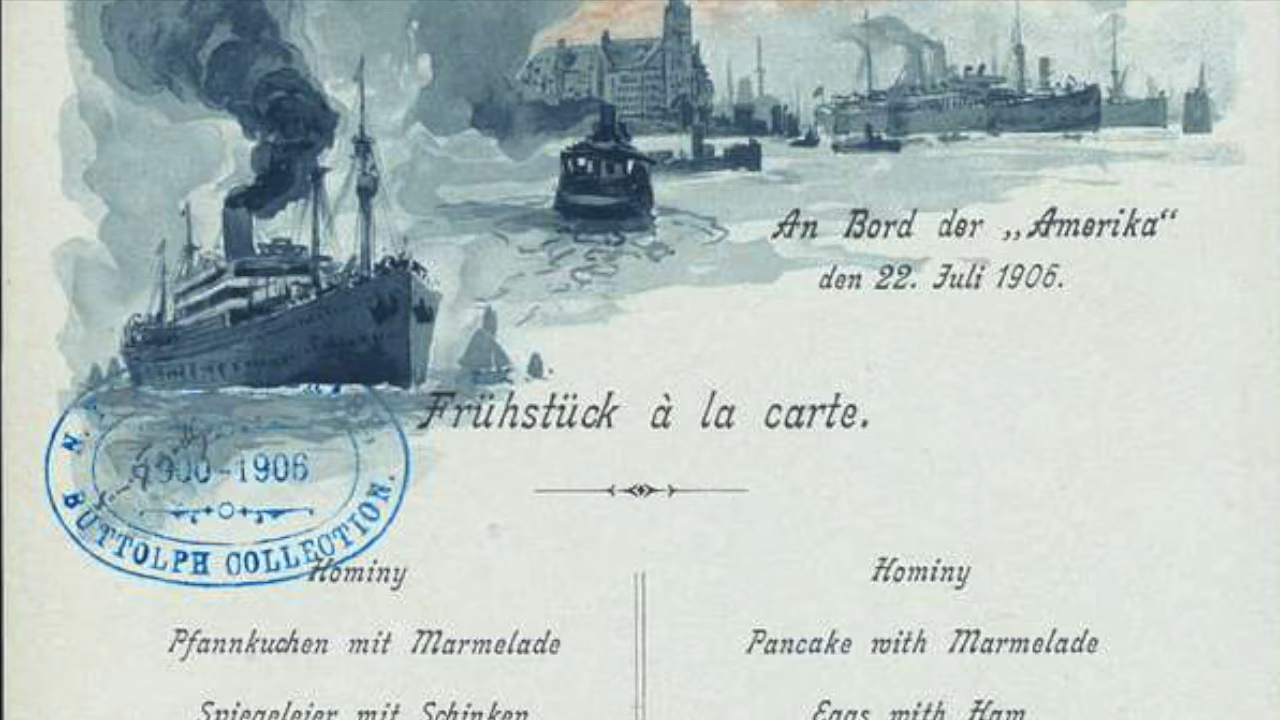 An Bord der „Amerika“
den 22. Juli 1906.
Frühstück à la carte.
1900-1906
BUTTOLPH COLLECTION.
Hominy
Pfannkuchen mit Marmelade
Spiegeleier mit Schinken
Hominy
Pancake with Marmelade
Eggs with Ham